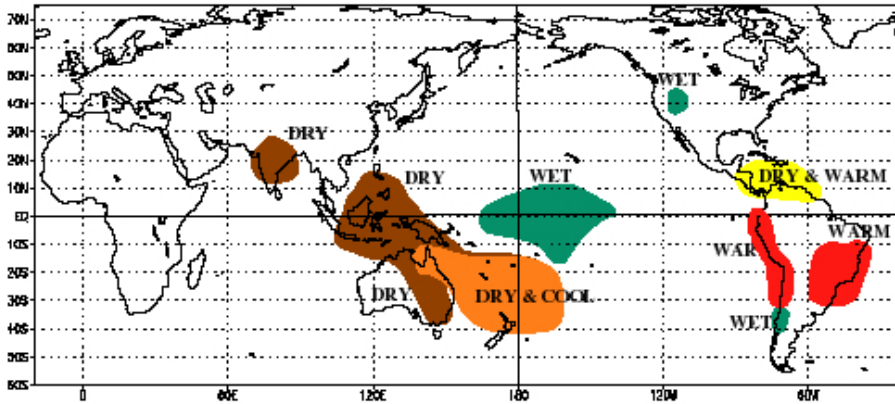 70N
60N
50N
WET
40N
30N
DRY
20N
DRY
WET
DRY & WARM
10N
EQ
10S
WAR
WARM
20S
DRY
DRY & COOL
30S
WET
40S
50S
60S
0 60E 120E 180 120W 60W